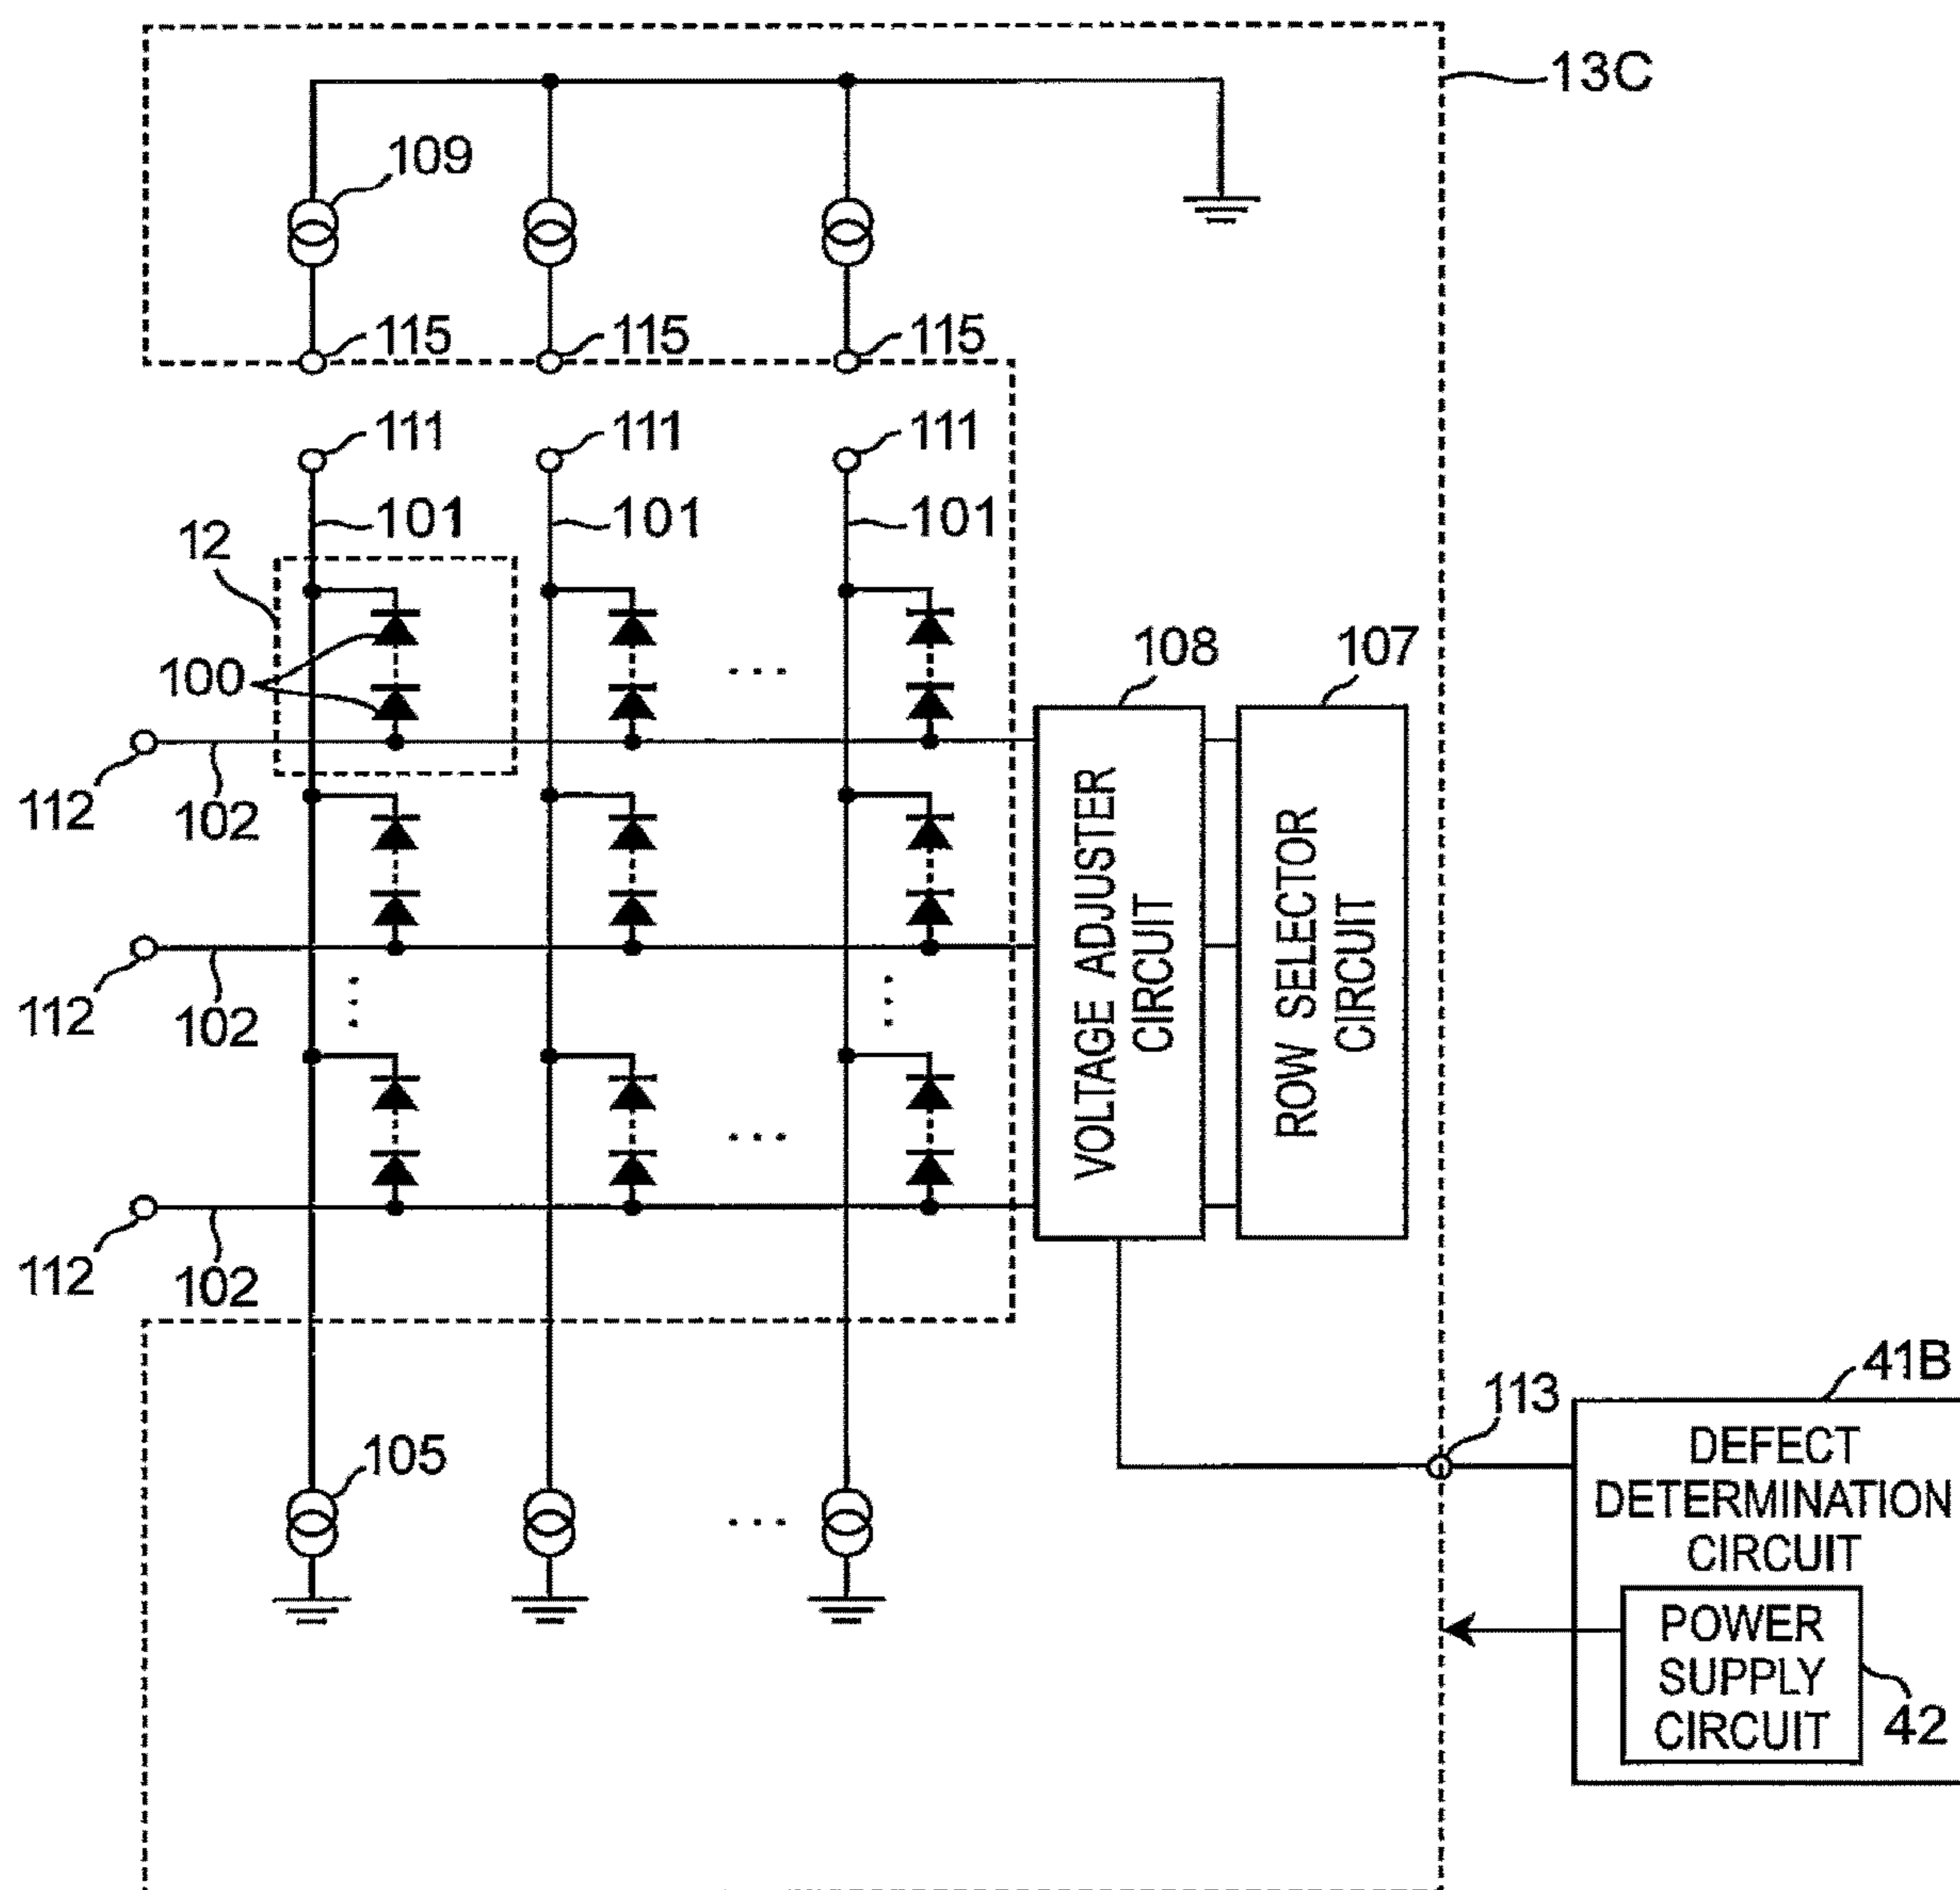 13C
109
115 115 115
111 111 111
101 101 101
12
100
108 107
112 102
VOLTAGE ADJUSTER
CIRCUIT
ROW SELECTOR
CIRCUIT
112 102
112 102
41B
113
105
DEFECT
DETERMINATION
CIRCUIT
POWER
SUPPLY
CIRCUIT
42